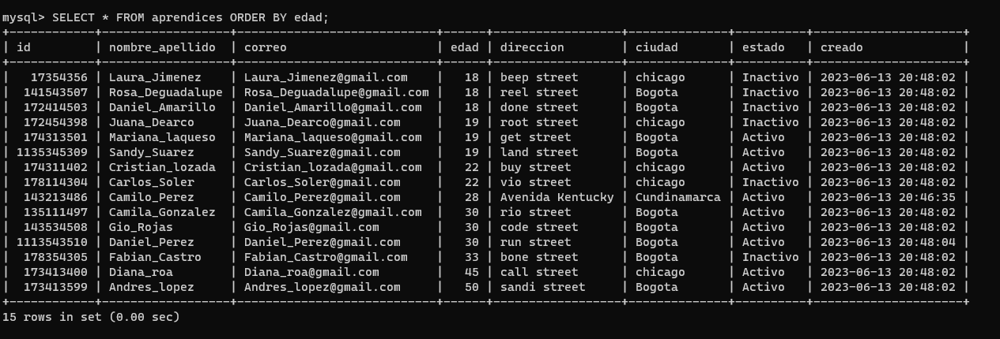 mysql> SELECT * FROM aprendices ORDER BY edad;
+------------+------------------+----------------------------+------+------------------+--------------+----------+---------------------+
| id         | nombre_apellido  | correo                     | edad | direccion        | ciudad       | estado   | creado              |
+------------+------------------+----------------------------+------+------------------+--------------+----------+---------------------+
|   17354356 | Laura_Jimenez    | Laura_Jimenez@gmail.com    |   18 | beep street      | chicago      | Inactivo | 2023-06-13 20:48:02 |
|  141543507 | Rosa_Deguadalupe | Rosa_Deguadalupe@gmail.com |   18 | reel street      | Bogota       | Inactivo | 2023-06-13 20:48:02 |
|  172414503 | Daniel_Amarillo  | Daniel_Amarillo@gmail.com  |   18 | done street      | Bogota       | Inactivo | 2023-06-13 20:48:02 |
|  172454398 | Juana_Dearco     | Juana_Dearco@gmail.com     |   19 | root street      | chicago      | Inactivo | 2023-06-13 20:48:02 |
|  174313501 | Mariana_laqueso  | Mariana_laqueso@gmail.com  |   19 | get street       | Bogota       | Activo   | 2023-06-13 20:48:02 |
| 1135345309 | Sandy_Suarez     | Sandy_Suarez@gmail.com     |   19 | land street      | Bogota       | Activo   | 2023-06-13 20:48:02 |
|  174311402 | Cristian_lozada  | Cristian_lozada@gmail.com  |   22 | buy street       | chicago      | Activo   | 2023-06-13 20:48:02 |
|  178114304 | Carlos_Soler     | Carlos_Soler@gmail.com     |   22 | vio street       | chicago      | Inactivo | 2023-06-13 20:48:02 |
|  143213486 | Camilo_Perez     | Camilo_Perez@gmail.com     |   28 | Avenida Kentucky | Cundinamarca | Activo   | 2023-06-13 20:46:35 |
|  135111497 | Camila_Gonzalez  | Camila_Gonzalez@gmail.com  |   30 | rio street       | Bogota       | Activo   | 2023-06-13 20:48:02 |
|  143534508 | Gio_Rojas        | Gio_Rojas@gmail.com        |   30 | code street      | Bogota       | Activo   | 2023-06-13 20:48:02 |
| 1113543510 | Daniel_Perez     | Daniel_Perez@gmail.com     |   30 | run street       | Bogota       | Activo   | 2023-06-13 20:48:04 |
|  178354305 | Fabian_Castro    | Fabian_Castro@gmail.com    |   33 | bone street      | Bogota       | Inactivo | 2023-06-13 20:48:02 |
|  173413400 | Diana_roa        | Diana_roa@gmail.com        |   45 | call street      | chicago      | Activo   | 2023-06-13 20:48:02 |
|  173413599 | Andres_lopez     | Andres_lopez@gmail.com     |   50 | sandi street     | Bogota       | Activo   | 2023-06-13 20:48:02 |
+------------+------------------+----------------------------+------+------------------+--------------+----------+---------------------+
15 rows in set (0.00 sec)